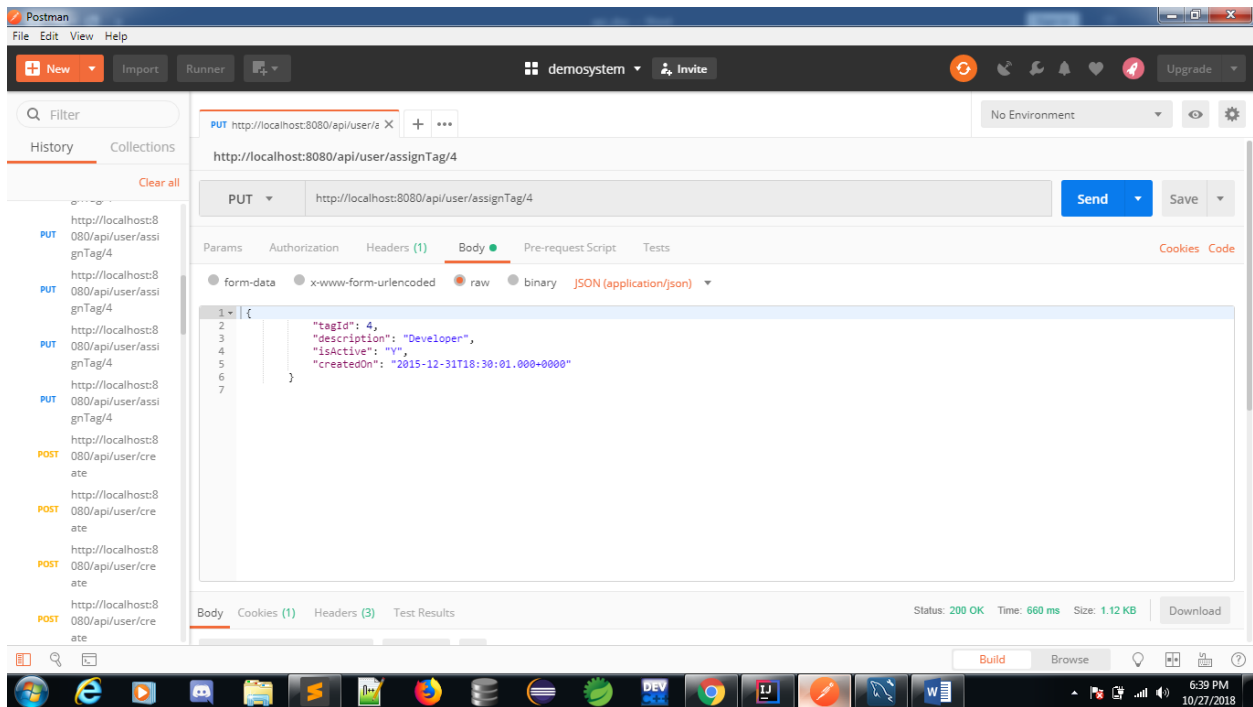 Postman
File Edit View Help
New Import Runner demosystem Invite Upgrade
Filter
History Collections
Clear all
PUT http://localhost:8080/api/user/assignTag/4
PUT http://localhost:8080/api/user/assignTag/4
PUT http://localhost:8080/api/user/assignTag/4
PUT http://localhost:8080/api/user/assignTag/4
POST http://localhost:8080/api/user/create
POST http://localhost:8080/api/user/create
POST http://localhost:8080/api/user/create
POST http://localhost:8080/api/user/create
PUT http://localhost:8080/api/user/a
No Environment
http://localhost:8080/api/user/assignTag/4
PUT http://localhost:8080/api/user/assignTag/4 Send Save
Params Authorization Headers (1) Body Pre-request Script Tests Cookies Code
form-data x-www-form-urlencoded raw binary JSON (application/json)
1 {
2 "tagId": 4,
3 "description": "Developer",
4 "isActive": "Y",
5 "createdOn": "2015-12-31T18:30:01.000+0000"
6 }
7
Body Cookies (1) Headers (3) Test Results Status: 200 OK Time: 660 ms Size: 1.12 KB Download
Build Browse
DEV
IJ
W
6:39 PM
10/27/2018